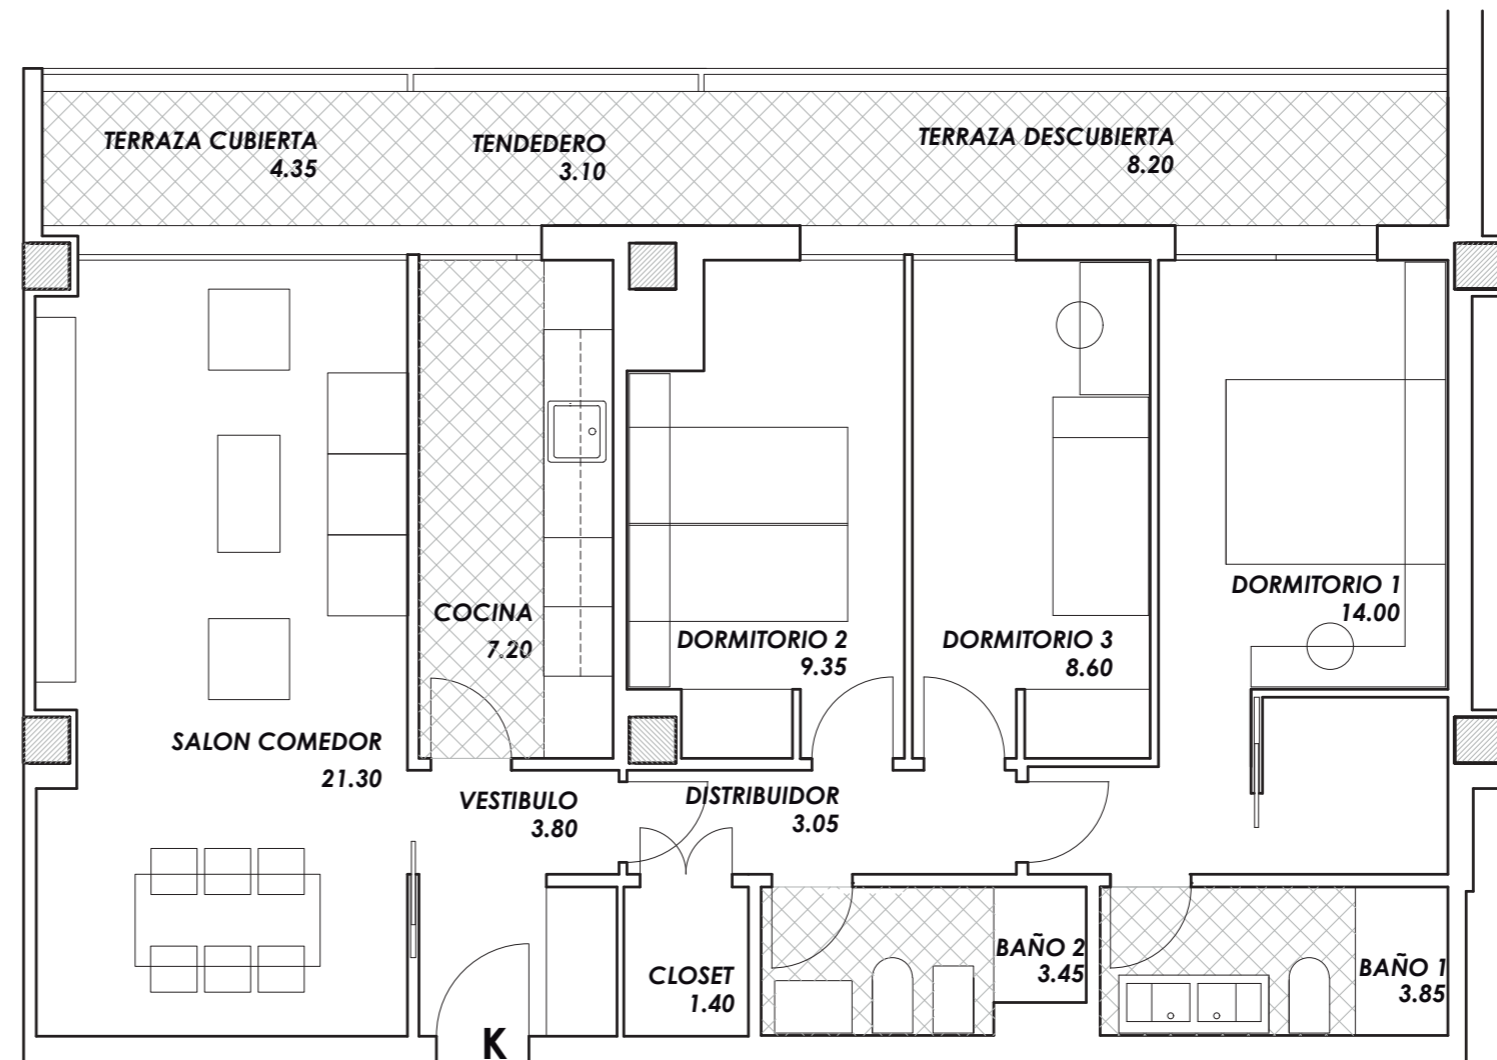 TERRAZA CUBIERTA
4.35
TENDEDERO
3.10
TERRAZA DESCUBIERTA
8.20
COCINA
7.20
DORMITORIO 2
9.35
DORMITORIO 3
8.60
DORMITORIO 1
14.00
SALON COMEDOR
21.30
VESTIBULO
3.80
DISTRIBUIDOR
3.05
CLOSET
1.40
BAÑO 2
3.45
BAÑO 1
3.85
K